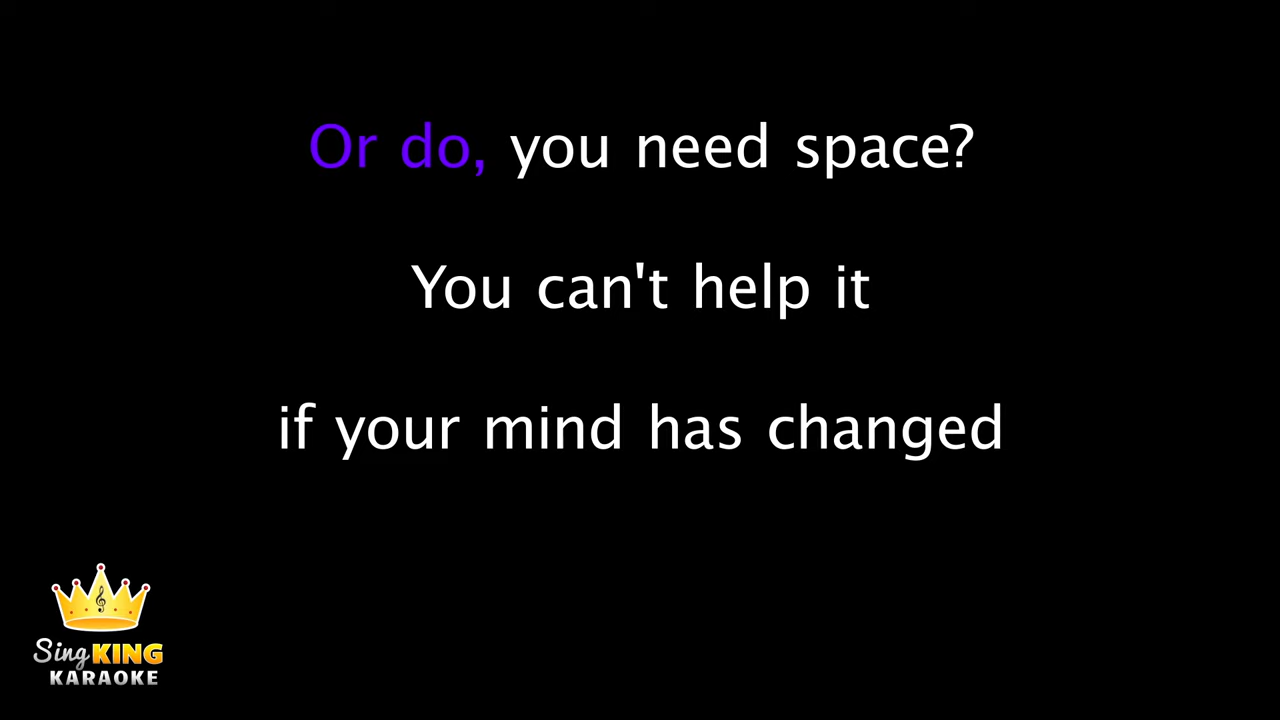 Or do, you need space?
You can't help it
if your mind has changed
Sing KING
KARAOKE